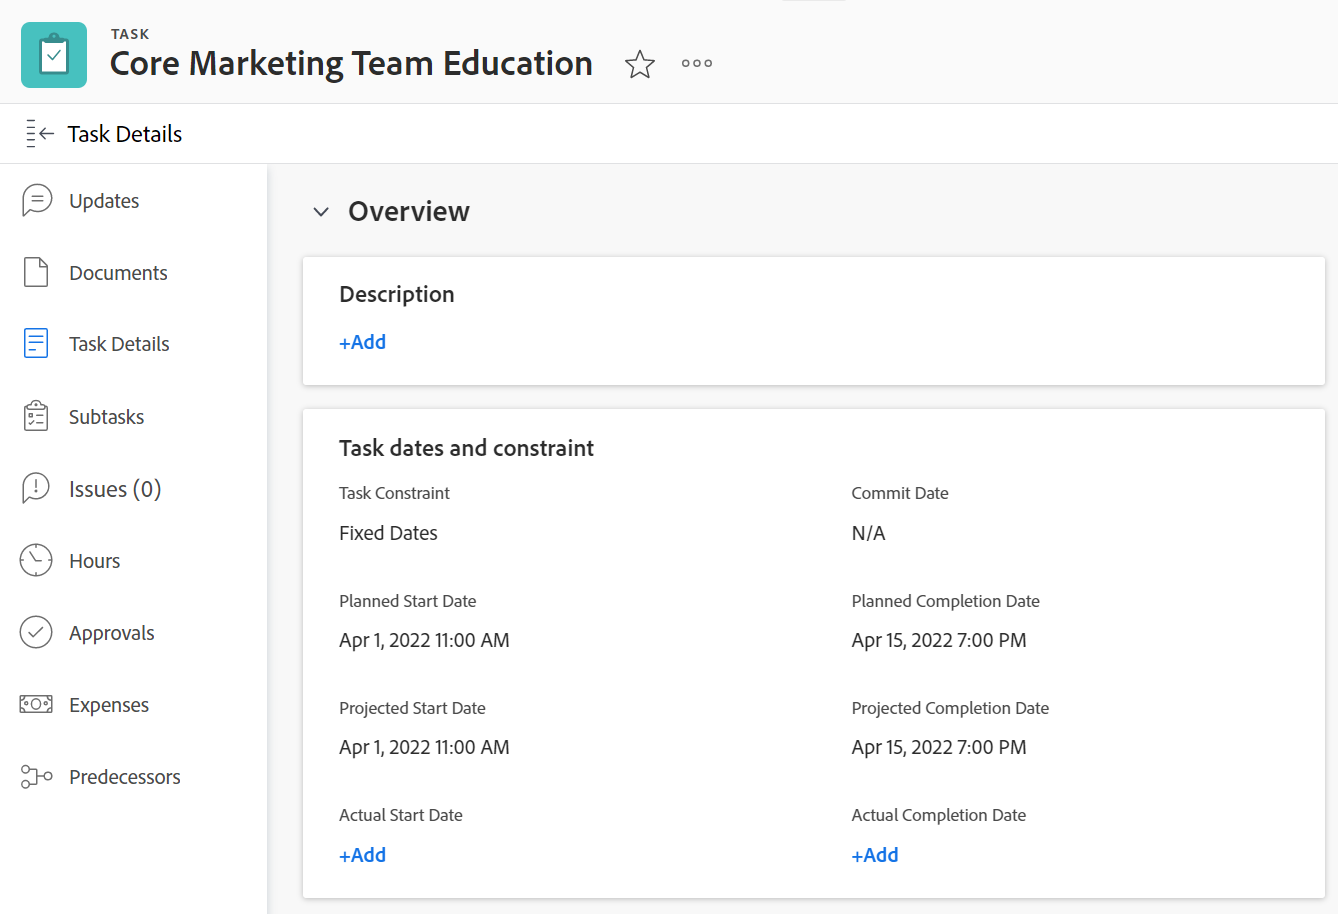 TASK
Core Marketing Team Education
Task Details
Updates
Documents
Task Details
Subtasks
Issues (0)
Hours
Approvals
Expenses
Predecessors
Overview
Description
+Add
Task dates and constraint
Task Constraint
Commit Date
Fixed Dates
N/A
Planned Start Date
Planned Completion Date
Apr 1, 2022 11:00 AM
Apr 15, 2022 7:00 PM
Projected Start Date
Projected Completion Date
Apr 1, 2022 11:00 AM
Apr 15, 2022 7:00 PM
Actual Start Date
Actual Completion Date
+Add
+Add